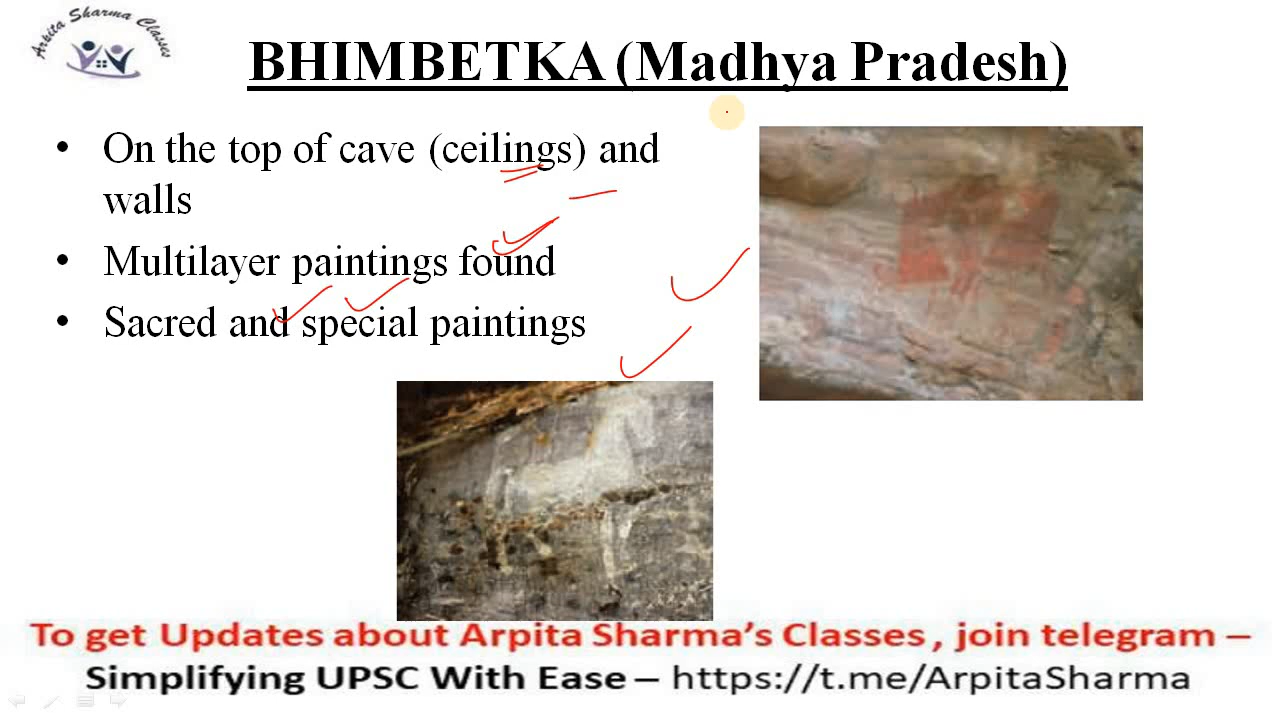 Arpita Sharma Classes
BHIMBETKA (Madhya Pradesh)
• On the top of cave (ceilings) and
walls
• Multilayer paintings found
• Sacred and special paintings
To get Updates about Arpita Sharma's Classes, join telegram –
Simplifying UPSC With Ease – https://t.me/ArpitaSharma